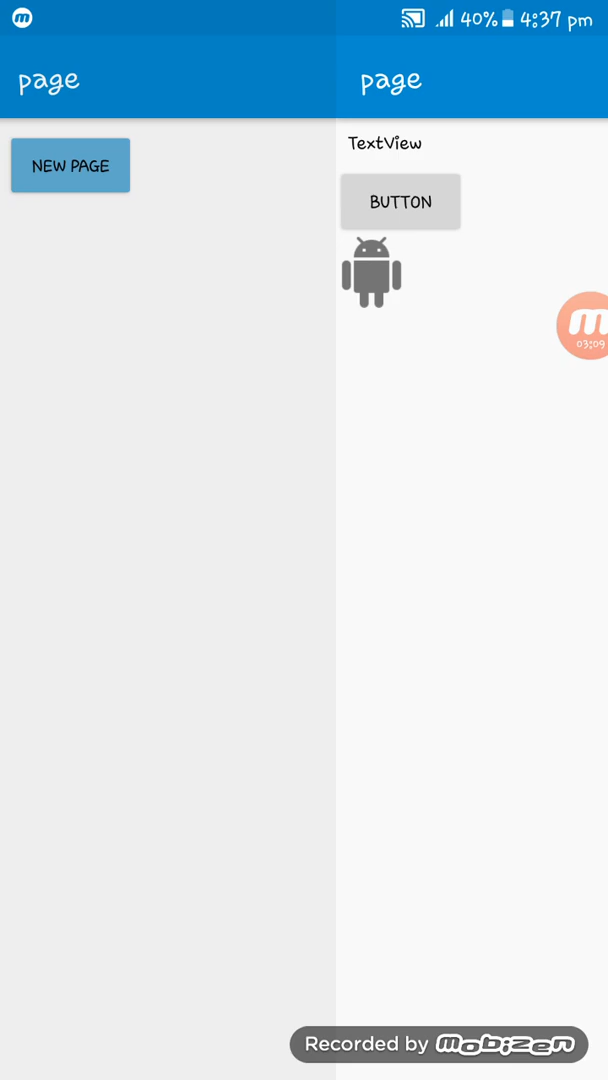 m 40% 4:37 pm
page
NEW PAGE
page
TextView
BUTTON
m
03:09
Recorded by mobizen